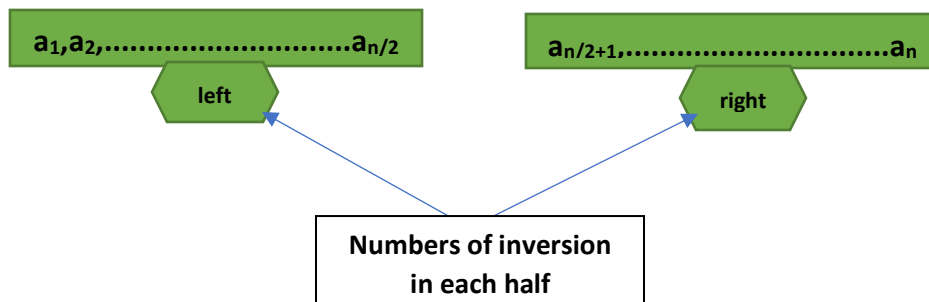 a1,a2,................................an/2
an/2+1,..................................an
left
right
Numbers of inversion
in each half